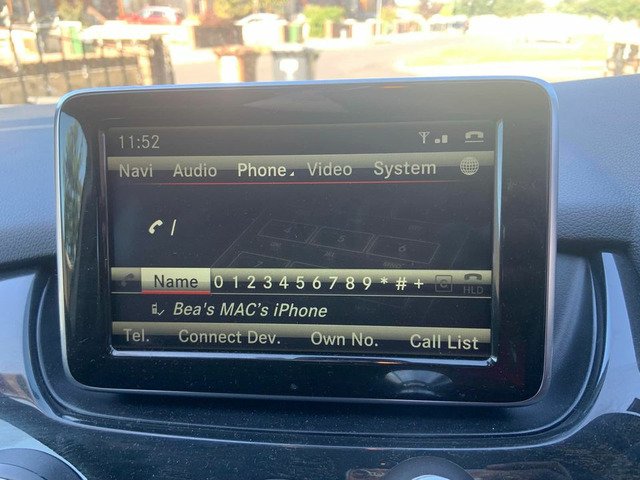 11:52
Navi Audio Phone Video System
Name 0 1 2 3 4 5 6 7 8 9 * # + C HLD
Bea's MAC's iPhone
Tel. Connect Dev. Own No. Call List